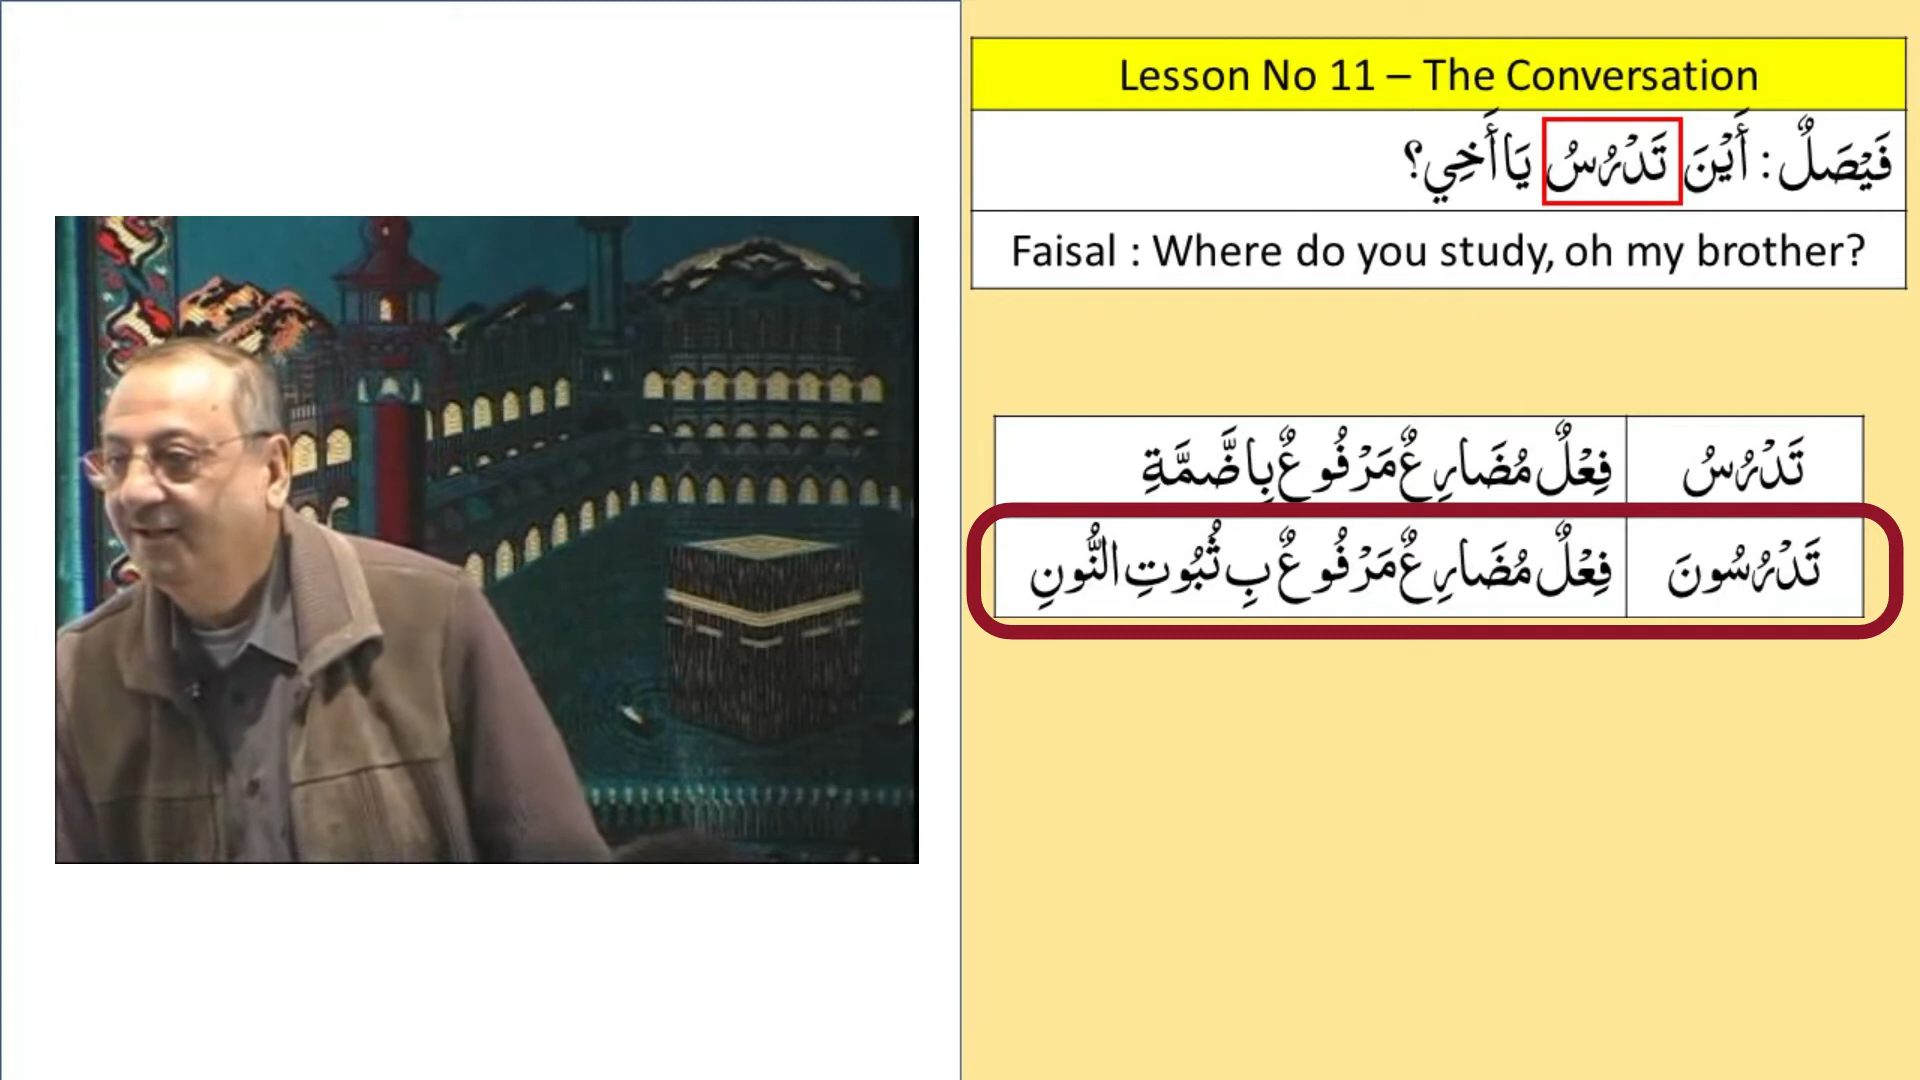 Lesson No 11 – The Conversation
فَيْصَلٌ : أَيْنَ تَدْرُسُ يَا أَخِي؟
Faisal : Where do you study, oh my brother?
تَدْرُسُ فِعْلٌ مُضَارِعٌ مَرْفُوعٌ بِاضَّمَّةِ
تَدْرُسُونَ فِعْلٌ مُضَارِعٌ مَرْفُوعٌ بِ ثُبُوتِ النُّونِ